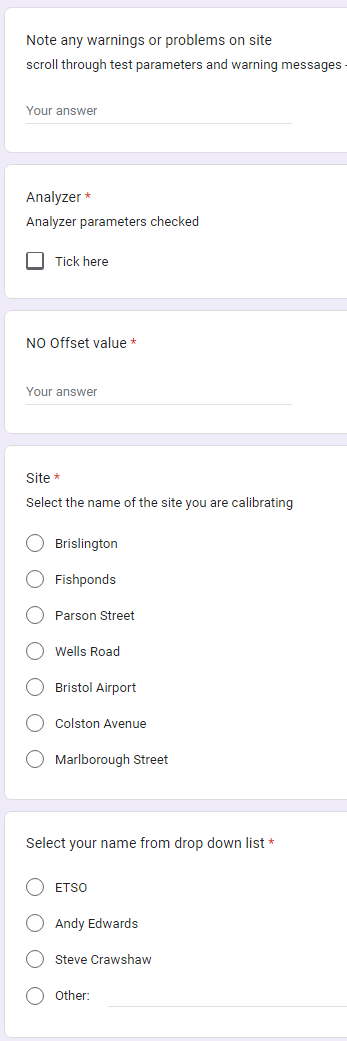 Note any warnings or problems on site
scroll through test parameters and warning messages -
Your answer
Analyzer *
Analyzer parameters checked
Tick here
NO Offset value *
Your answer
Site *
Select the name of the site you are calibrating
Brislington
Fishponds
Parson Street
Wells Road
Bristol Airport
Colston Avenue
Marlborough Street
Select your name from drop down list *
ETSO
Andy Edwards
Steve Crawshaw
Other: